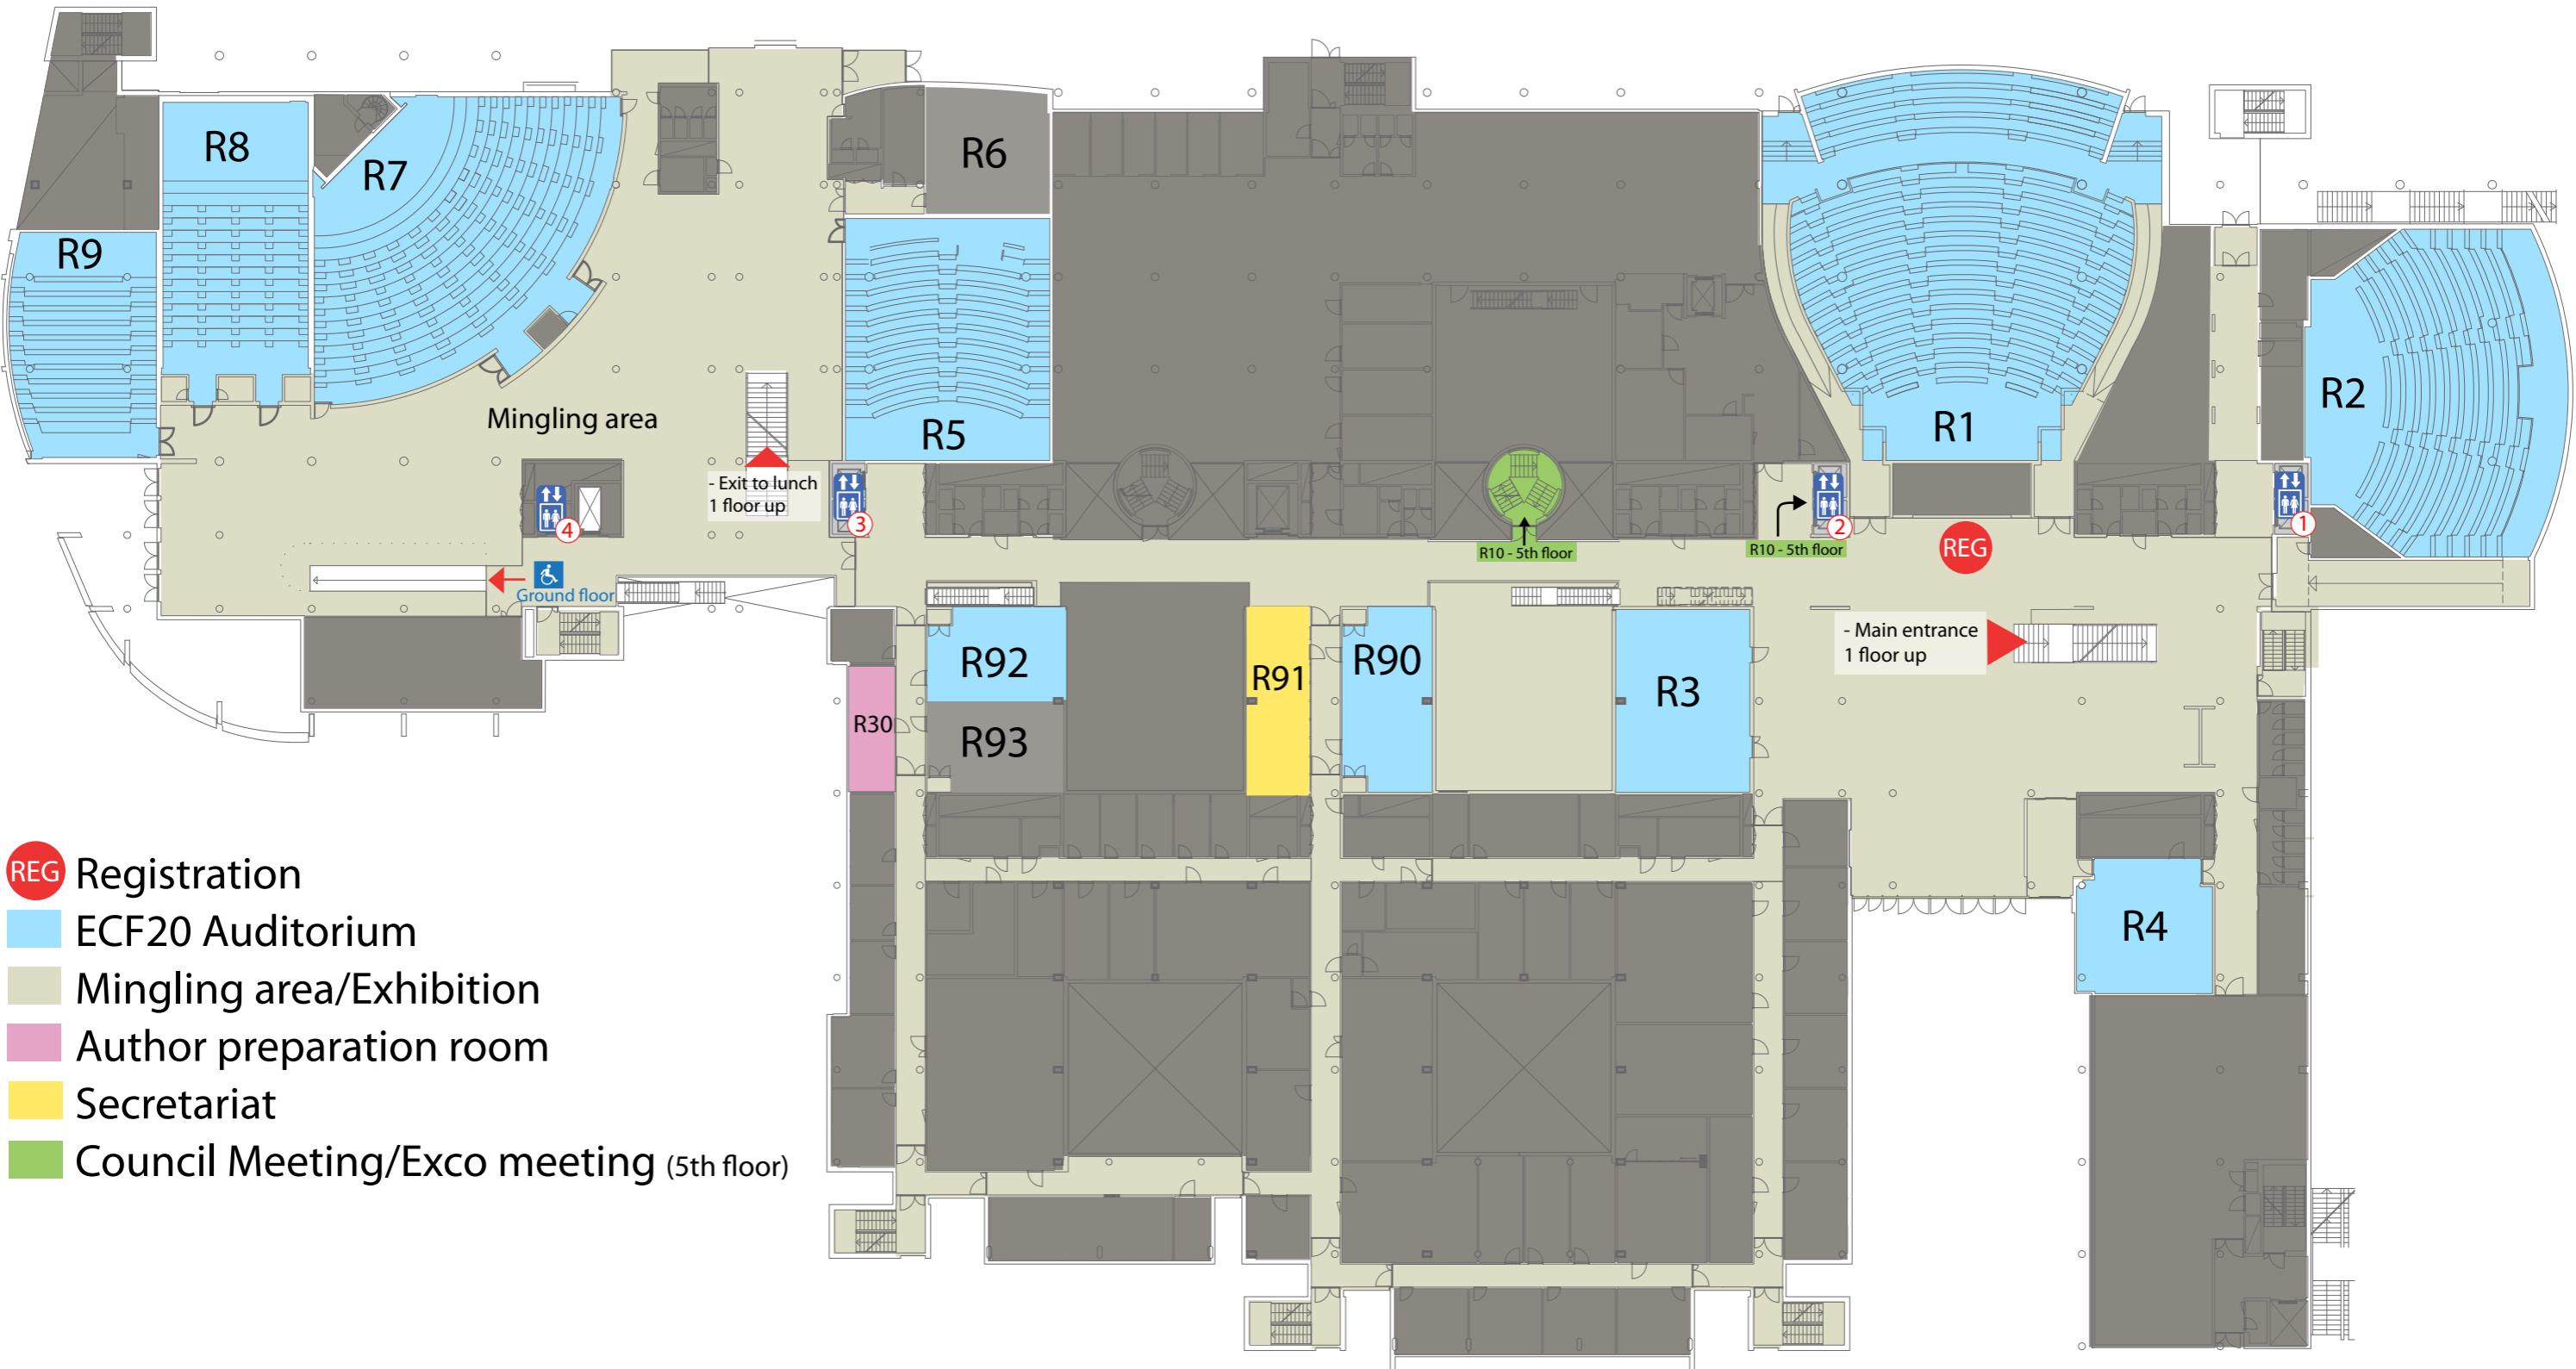 R8
R7
R6
R9
R5
R1
R2
Mingling area
- Exit to lunch
1 floor up
4
3
2
1
R10 - 5th floor
R10 - 5th floor
REG
Ground floor
- Main entrance
1 floor up
R92
R91
R90
R3
R30
R93
R4
REG Registration
ECF20 Auditorium
Mingling area/Exhibition
Author preparation room
Secretariat
Council Meeting/Exco meeting (5th floor)